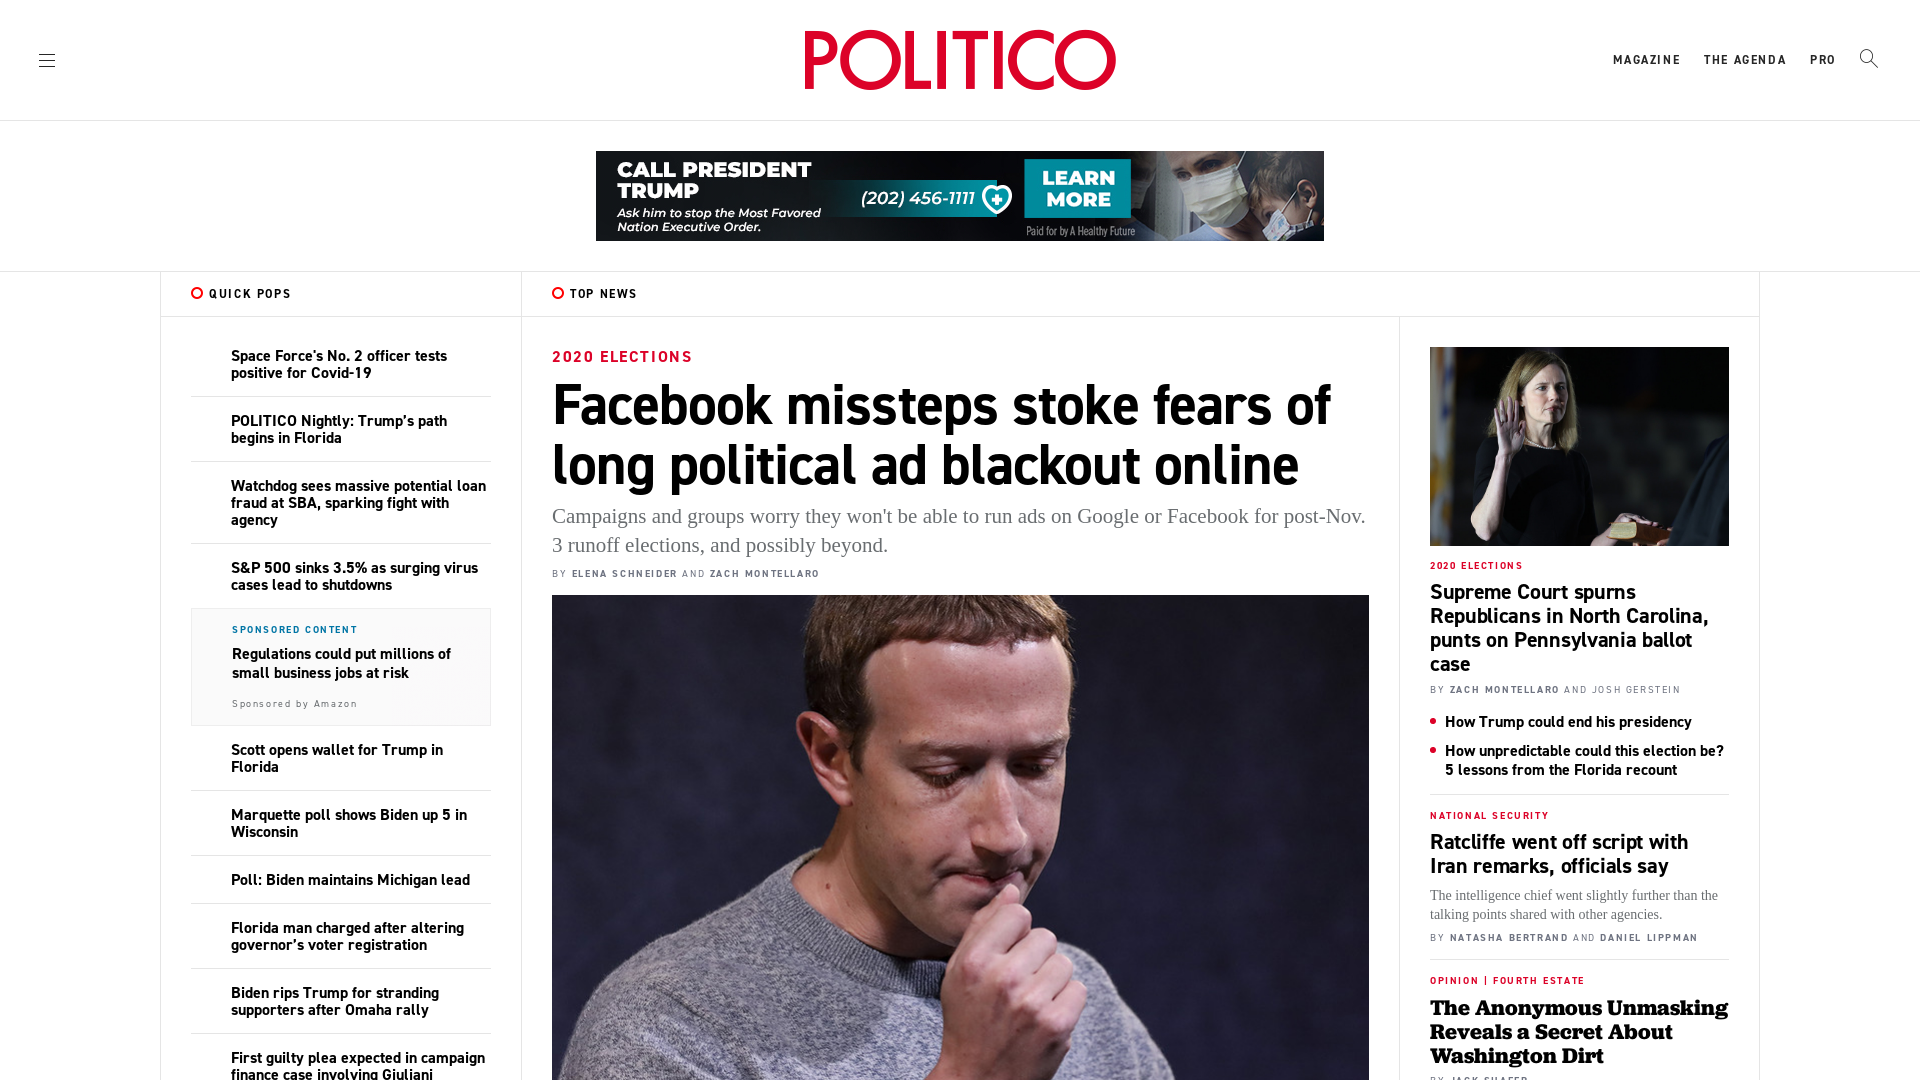 POLITICO
MAGAZINE
THE AGENDA
PRO
CALL PRESIDENT
TRUMP
Ask him to stop the Most Favored
Nation Executive Order.
(202) 456-1111
LEARN
MORE
Paid for by A Healthy Future
QUICK POPS
Space Force's No. 2 officer tests
positive for Covid-19
POLITICO Nightly: Trump’s path
begins in Florida
Watchdog sees massive potential loan
fraud at SBA, sparking fight with
agency
S&P 500 sinks 3.5% as surging virus
cases lead to shutdowns
SPONSORED CONTENT
Regulations could put millions of
small business jobs at risk
Sponsored by Amazon
Scott opens wallet for Trump in
Florida
Marquette poll shows Biden up 5 in
Wisconsin
Poll: Biden maintains Michigan lead
Florida man charged after altering
governor’s voter registration
Biden rips Trump for stranding
supporters after Omaha rally
First guilty plea expected in campaign
finance case involving Giuliani
TOP NEWS
2020 ELECTIONS
Facebook missteps stoke fears of
long political ad blackout online
Campaigns and groups worry they won't be able to run ads on Google or Facebook for post-Nov.
3 runoff elections, and possibly beyond.
BY ELENA SCHNEIDER AND ZACH MONTELLARO
2020 ELECTIONS
Supreme Court spurns
Republicans in North Carolina,
punts on Pennsylvania ballot
case
BY ZACH MONTELLARO AND JOSH GERSTEIN
How Trump could end his presidency
How unpredictable could this election be?
5 lessons from the Florida recount
NATIONAL SECURITY
Ratcliffe went off script with
Iran remarks, officials say
The intelligence chief went slightly further than the
talking points shared with other agencies.
BY NATASHA BERTRAND AND DANIEL LIPPMAN
OPINION | FOURTH ESTATE
The Anonymous Unmasking
Reveals a Secret About
Washington Dirt
BY JACK SHAFER